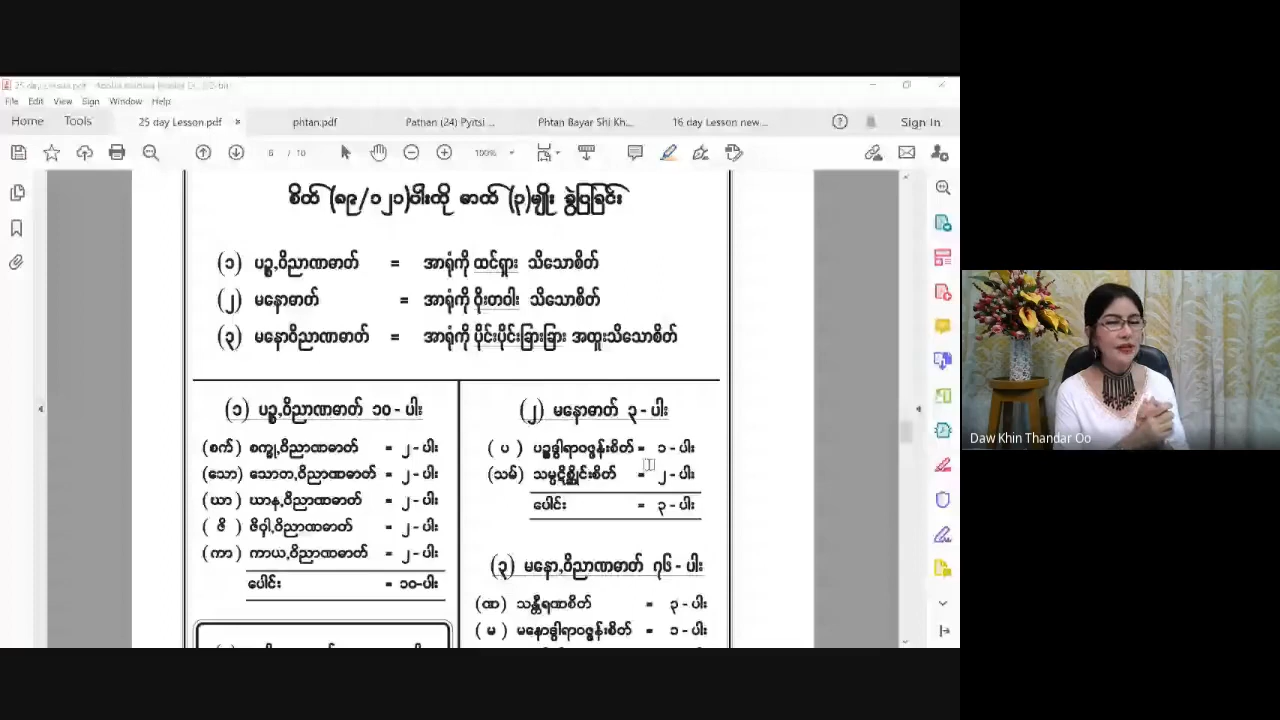 File Edit View Sign Window Help
Home Tools 25 day Lesson.pdf × phtan.pdf Patnan (24) Pyitsi ... Phtan Bayar Shi Kh... 16 day Lesson new... Sign In
6 / 10 100%
စိတ် (၈၉/၁၂၁)ပါးကို ဓာတ် (၃)မျိုး ခွဲပြခြင်း
(၁) ပဉ္စ,ဝိညာဏဓာတ် = အာရုံကို ထင်ရှား သိသောစိတ်
(၂) မနောဓာတ် = အာရုံကို ဝိုးတဝါး သိသောစိတ်
(၃) မနောဝိညာဏဓာတ် = အာရုံကို ပိုင်းပိုင်းခြားခြား အထူးသိသောစိတ်
(၁) ပဉ္စ,ဝိညာဏဓာတ် ၁၀ - ပါး
(စက်) စက္ခု,ဝိညာဏဓာတ် = ၂ - ပါး
(သော) သောတ,ဝိညာဏဓာတ် = ၂ - ပါး
(ဃာ) ဃာန,ဝိညာဏဓာတ် = ၂ - ပါး
(ဇိ) ဇိဝှါ,ဝိညာဏဓာတ် = ၂ - ပါး
(ကာ) ကာယ,ဝိညာဏဓာတ် = ၂ - ပါး
ပေါင်း = ၁၀-ပါး
(၂) မနောဓာတ် ၃ - ပါး
(ပ) ပဉ္စဒွါရာဝဇ္ဇန်းစိတ် = ၁ - ပါး
(သမ်) သမ္ပဋိစ္ဆိုင်းစိတ် = ၂ - ပါး
ပေါင်း = ၃ - ပါး
(၃) မနော,ဝိညာဏဓာတ် ၇၆ - ပါး
(ဏ) သန္တီရဏစိတ် = ၃ - ပါး
(မ) မနောဒွါရာဝဇ္ဇန်းစိတ် = ၁ - ပါး
Daw Khin Thandar Oo